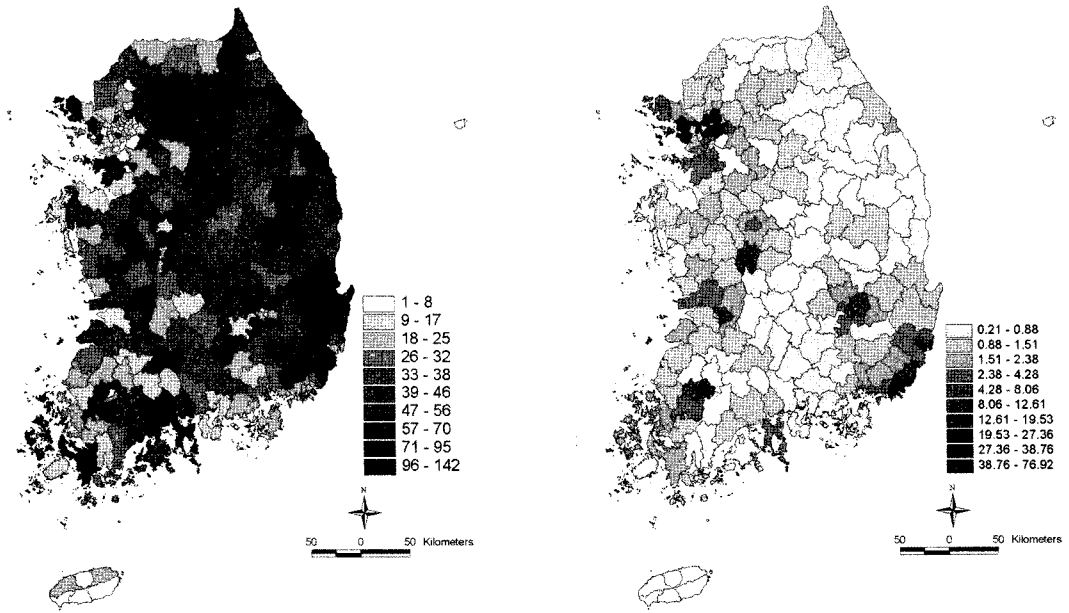 1 - 8
9 - 17
18 - 25
26 - 32
33 - 38
39 - 46
47 - 56
57 - 70
71 - 95
96 - 142
N
50 0 50 Kilometers
0.21 - 0.88
0.88 - 1.51
1.51 - 2.38
2.38 - 4.28
4.28 - 8.06
8.06 - 12.61
12.61 - 19.53
19.53 - 27.36
27.36 - 38.76
38.76 - 76.92
N
50 0 50 Kilometers